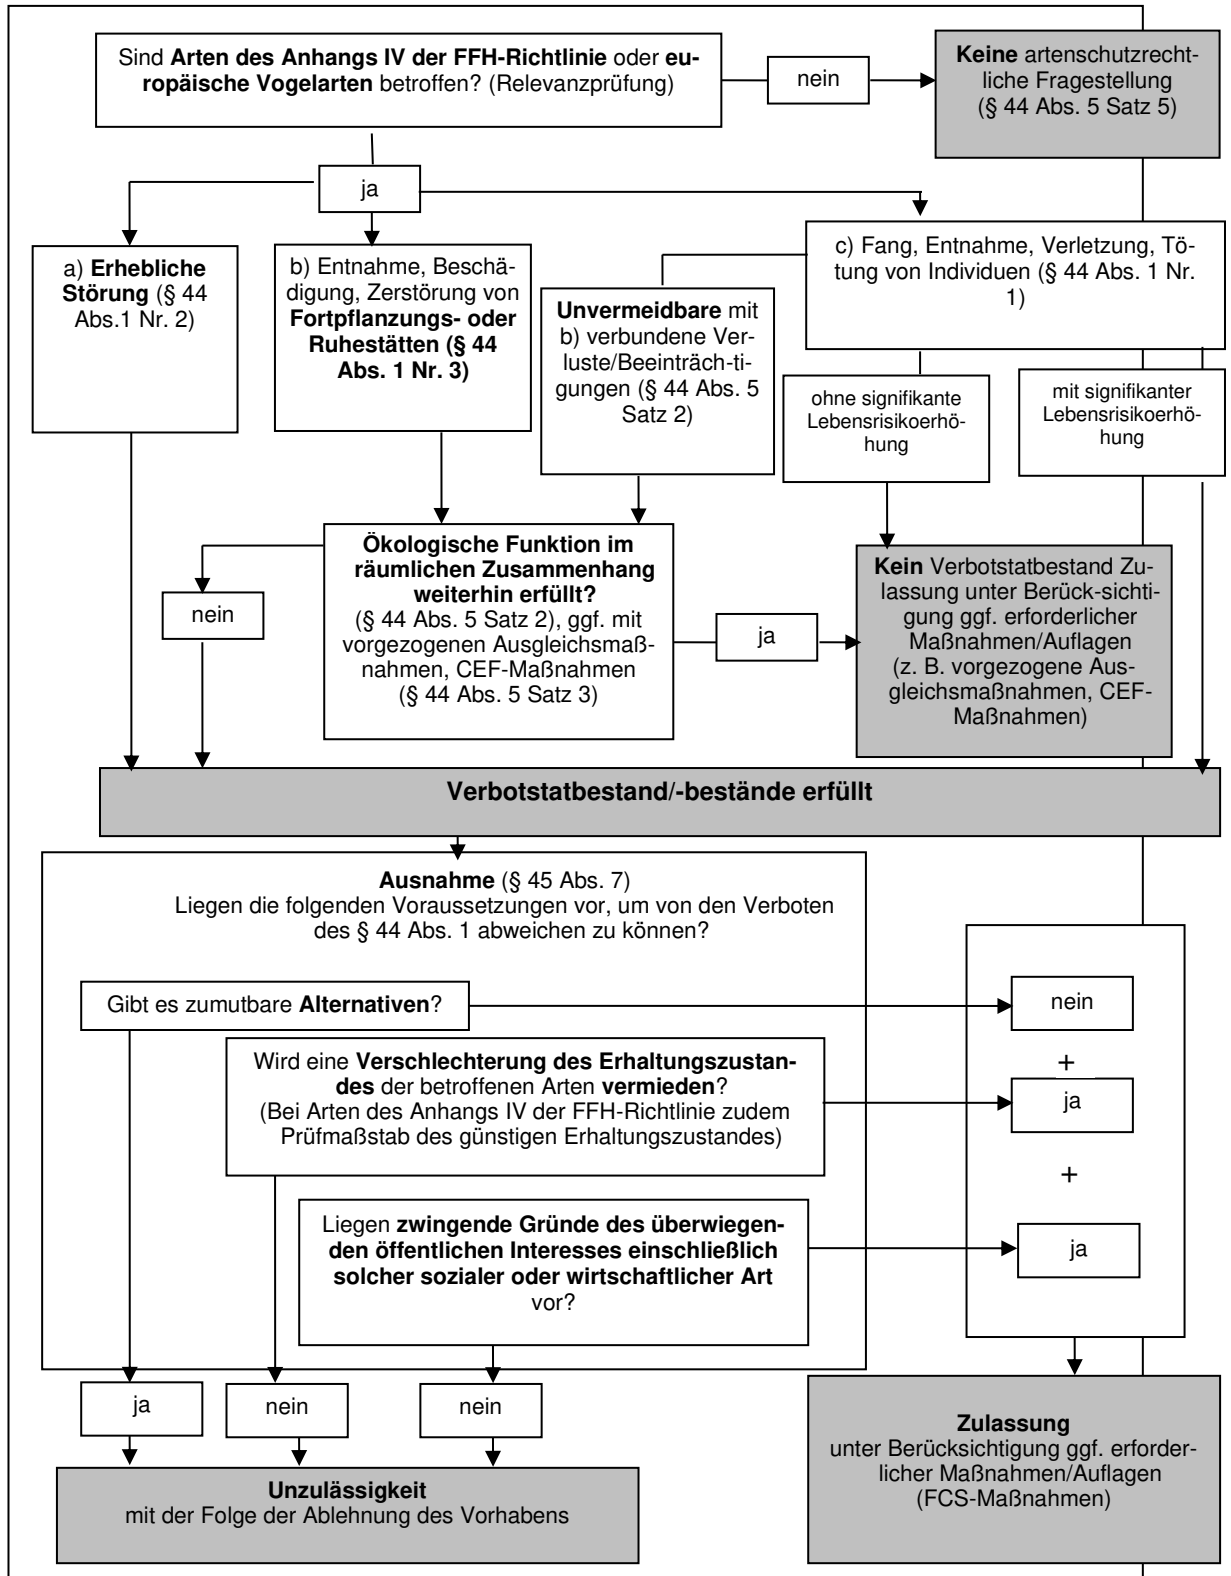 Sind Arten des Anhangs IV der FFH-Richtlinie oder eu-
ropäische Vogelarten betroffen? (Relevanzprüfung)
nein
Keine artenschutzrecht-
liche Fragestellung
(§ 44 Abs. 5 Satz 5)
ja
a) Erhebliche
Störung (§ 44
Abs.1 Nr. 2)
b) Entnahme, Beschä-
digung, Zerstörung von
Fortpflanzungs- oder
Ruhestätten (§ 44
Abs. 1 Nr. 3)
Unvermeidbare mit
b) verbundene Ver-
luste/Beeinträch-ti-
gungen (§ 44 Abs. 5
Satz 2)
c) Fang, Entnahme, Verletzung, Tö-
tung von Individuen (§ 44 Abs. 1 Nr.
1)
ohne signifikante
Lebensrisikoerhö-
hung
mit signifikanter
Lebensrisikoerhö-
hung
Ökologische Funktion im
räumlichen Zusammenhang
weiterhin erfüllt?
(§ 44 Abs. 5 Satz 2), ggf. mit
vorgezogenen Ausgleichsmaß-
nahmen, CEF-Maßnahmen
(§ 44 Abs. 5 Satz 3)
nein
ja
Kein Verbotstatbestand Zu-
lassung unter Berück-sichti-
gung ggf. erforderlicher
Maßnahmen/Auflagen
(z. B. vorgezogene Aus-
gleichsmaßnahmen, CEF-
Maßnahmen)
Verbotstatbestand/-bestände erfüllt
Ausnahme (§ 45 Abs. 7)
Liegen die folgenden Voraussetzungen vor, um von den Verboten
des § 44 Abs. 1 abweichen zu können?
Gibt es zumutbare Alternativen?
nein
+
Wird eine Verschlechterung des Erhaltungszustan-
des der betroffenen Arten vermieden?
(Bei Arten des Anhangs IV der FFH-Richtlinie zudem
Prüfmaßstab des günstigen Erhaltungszustandes)
ja
+
Liegen zwingende Gründe des überwiegen-
den öffentlichen Interesses einschließlich
solcher sozialer oder wirtschaftlicher Art
vor?
ja
ja
nein
nein
Unzulässigkeit
mit der Folge der Ablehnung des Vorhabens
Zulassung
unter Berücksichtigung ggf. erforder-
licher Maßnahmen/Auflagen
(FCS-Maßnahmen)